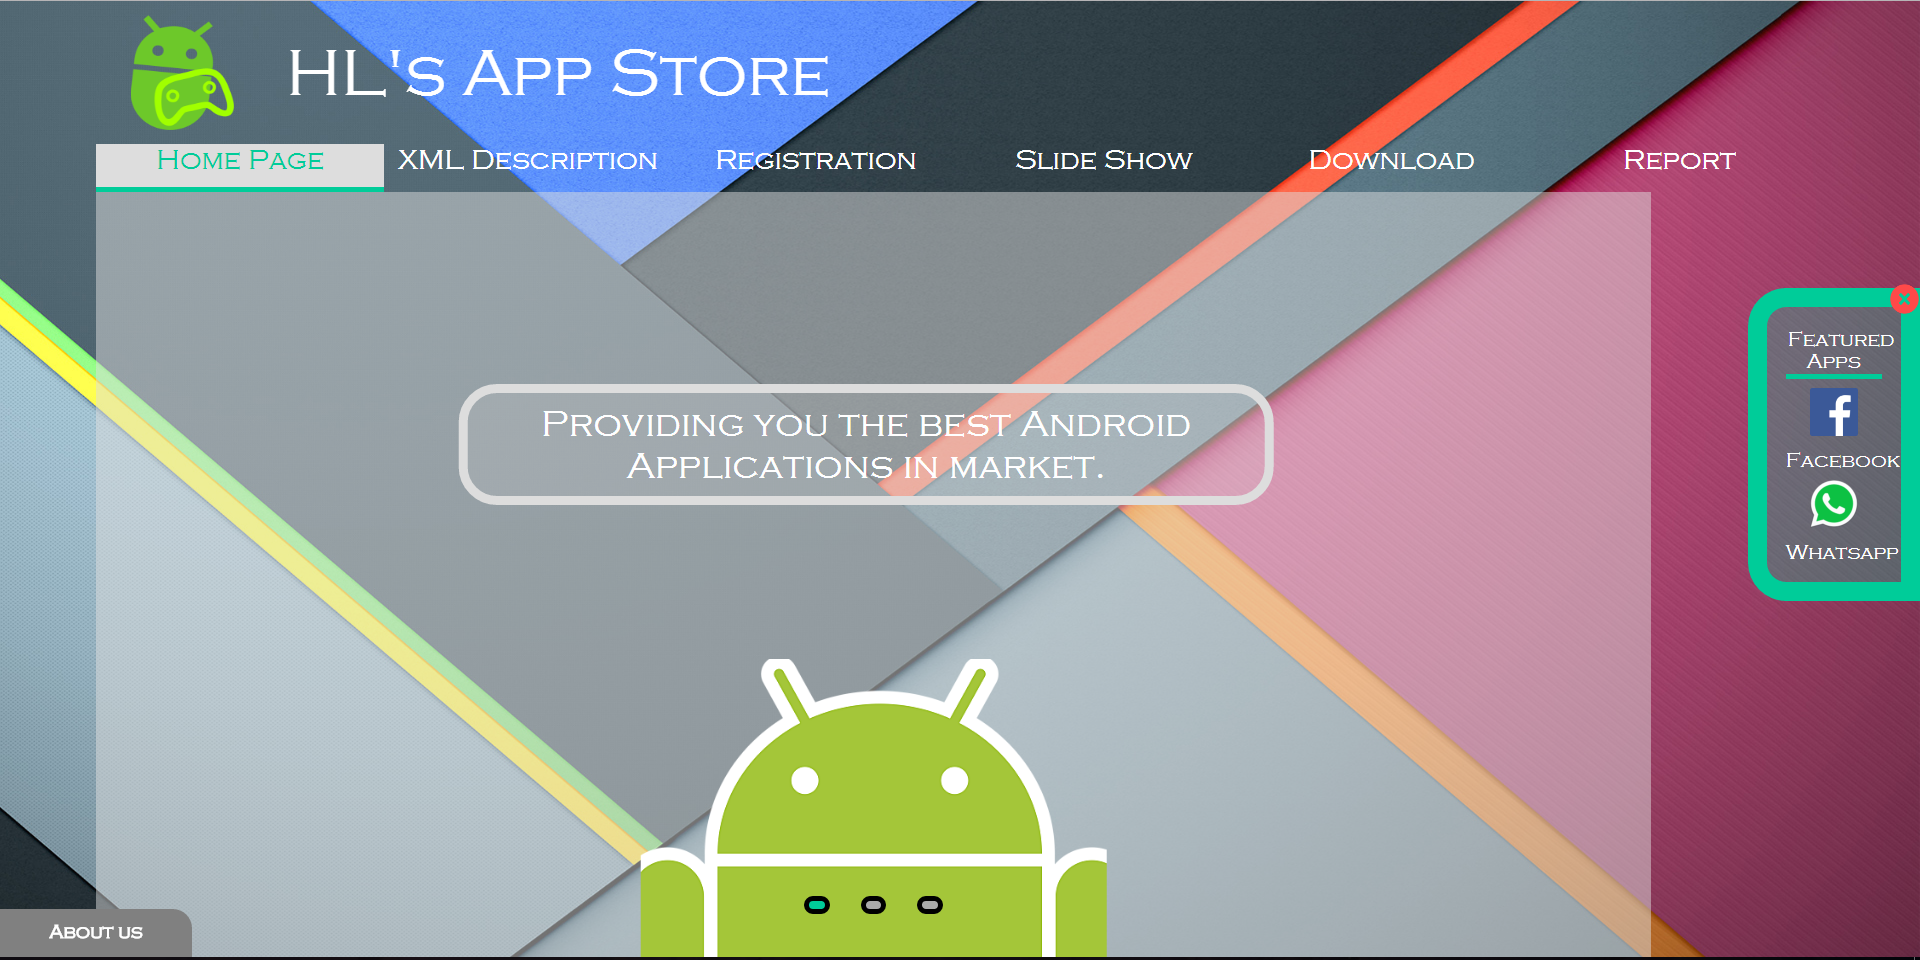 HL's App Store
Home Page
XML Description
Registration
Slide Show
Download
Report
Providing you the best Android
Applications in market.
Featured
Apps
Facebook
Whatsapp
About us